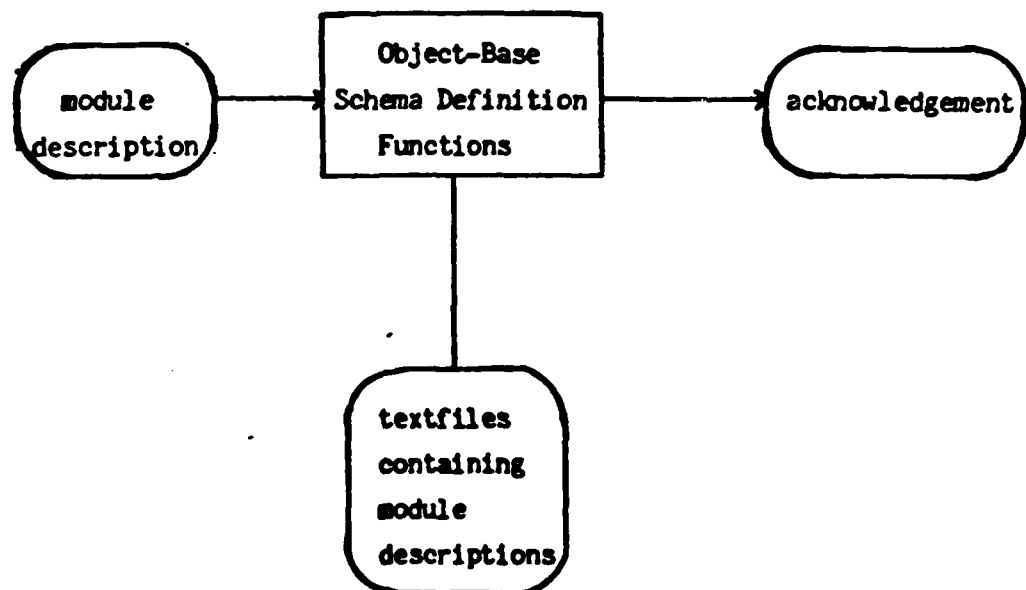 module
description
Object-Base
Schema Definition
Functions
acknowledgement
textfiles
containing
module
descriptions